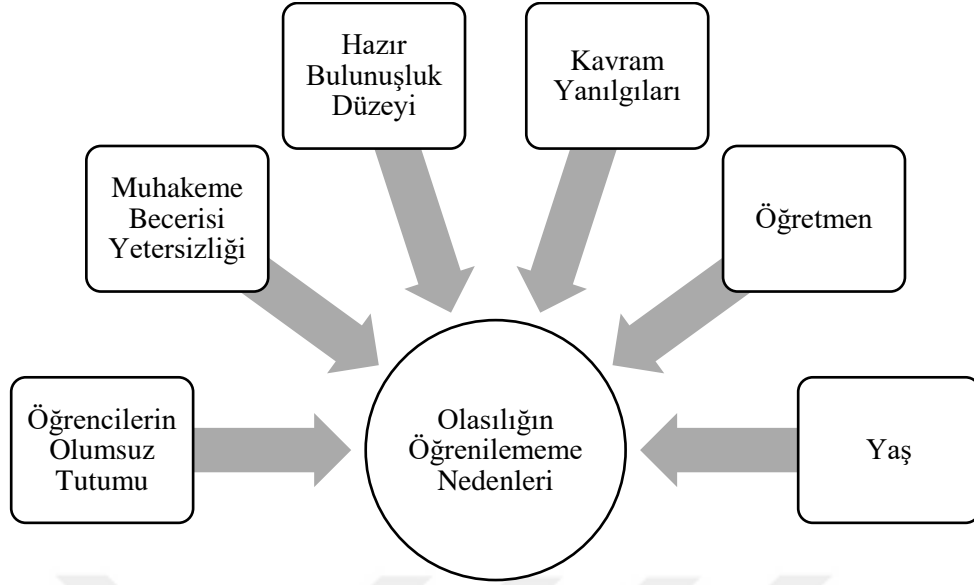 Hazır
Bulunuşluk
Düzeyi
Kavram
Yanılgıları
Muhakeme
Becerisi
Yetersizliği
Öğretmen
Öğrencilerin
Olumsuz
Tutumu
Olasılığın
Öğrenilememe
Nedenleri
Yaş